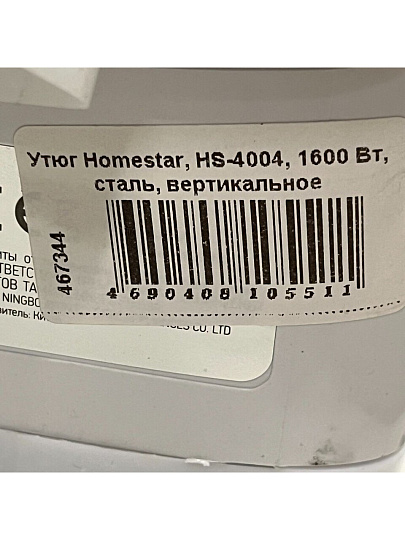 Утюг Homestar, HS-4004, 1600 Вт,
сталь, вертикальное
467344
4 690408 105511
NINGBO
CO. LTD